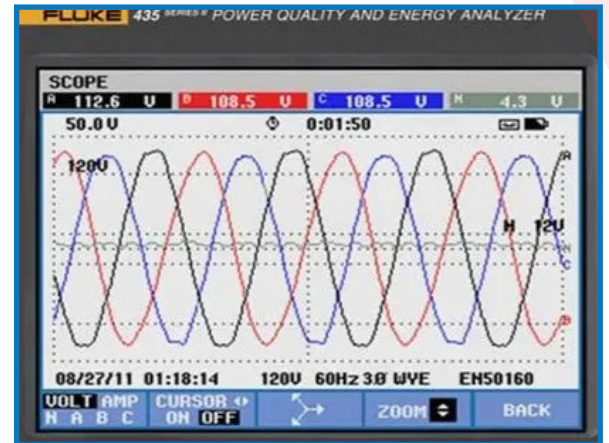 FLUKE 435 SERIES II POWER QUALITY AND ENERGY ANALYZER
SCOPE
A 112.6 V B 108.5 V C 108.5 V N 4.3 V
50.0 V 0:01:50
120V
A
N 12V
N
C
B
08/27/11 01:18:14 120V 60Hz 3Ø WYE EN50160
VOLT AMP CURSOR ZOOM BACK
N A B C ON OFF